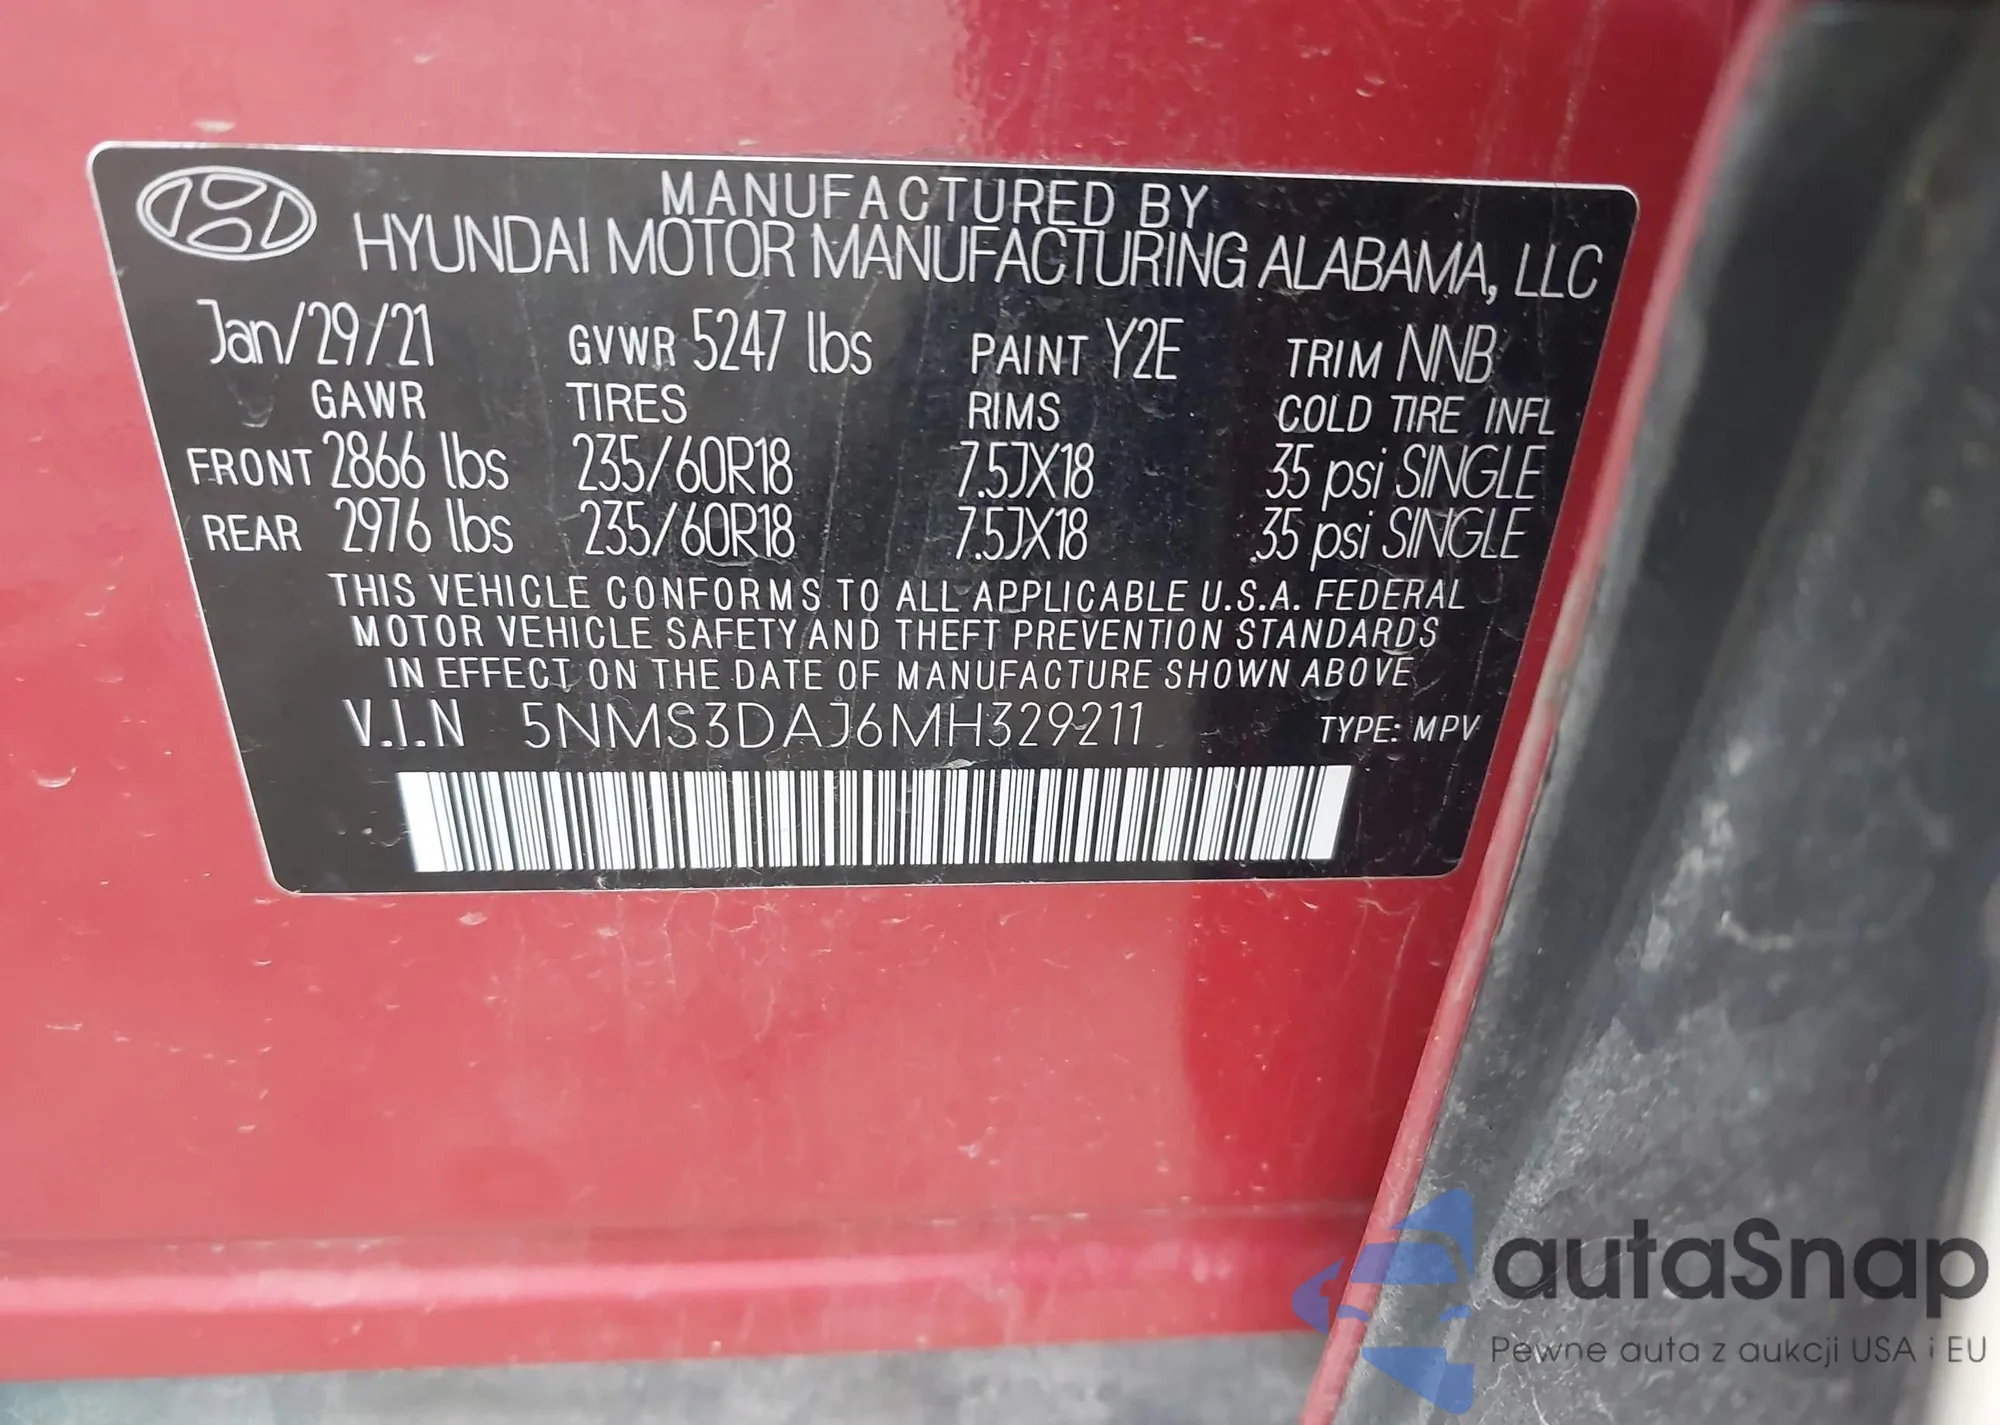 MANUFACTURED BY
HYUNDAI MOTOR MANUFACTURING ALABAMA, LLC
Jan/29/21 GVWR 5247 lbs PAINT Y2E TRIM NNB
GAWR TIRES RIMS COLD TIRE INFL
FRONT 2866 lbs 235/60R18 7.5JX18 35 psi SINGLE
REAR 2976 lbs 235/60R18 7.5JX18 35 psi SINGLE
THIS VEHICLE CONFORMS TO ALL APPLICABLE U.S.A. FEDERAL
MOTOR VEHICLE SAFETY AND THEFT PREVENTION STANDARDS
IN EFFECT ON THE DATE OF MANUFACTURE SHOWN ABOVE
V.I.N 5NMS3DAJ6MH329211 TYPE: MPV
autaSnap
Pewne auta z aukcji USA i EU